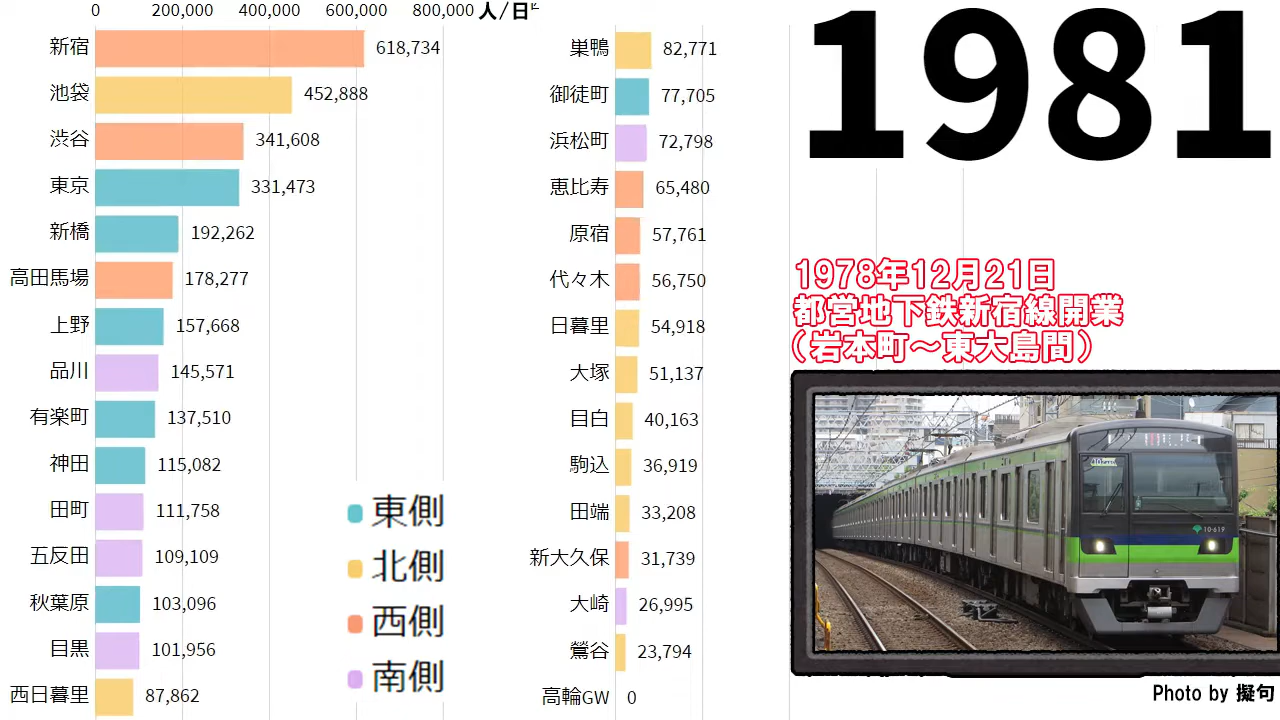 0 200,000 400,000 600,000 800,000 人/日
新宿 618,734
池袋 452,888
渋谷 341,608
東京 331,473
新橋 192,262
高田馬場 178,277
上野 157,668
品川 145,571
有楽町 137,510
神田 115,082
田町 111,758
五反田 109,109
秋葉原 103,096
目黒 101,956
西日暮里 87,862
東側
北側
西側
南側
巣鴨 82,771
御徒町 77,705
浜松町 72,798
恵比寿 65,480
原宿 57,761
代々木 56,750
日暮里 54,918
大塚 51,137
目白 40,163
駒込 36,919
田端 33,208
新大久保 31,739
大崎 26,995
鶯谷 23,794
高輪GW 0
1981
1978年12月21日
都営地下鉄新宿線開業
（岩本町～東大島間）
10-619
Photo by 擬句